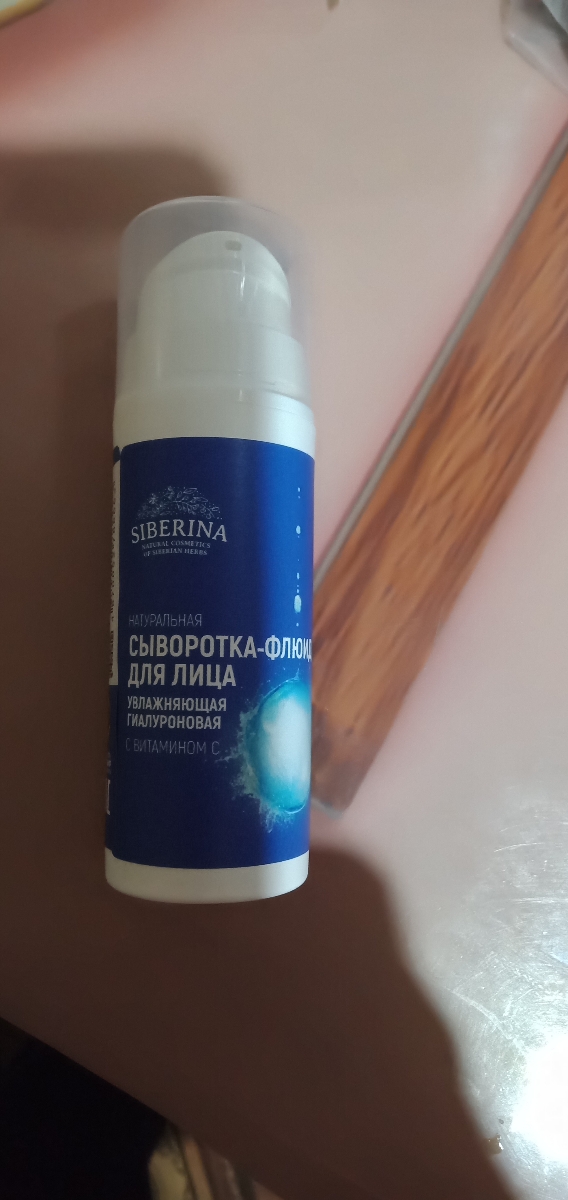 SIBERINA
NATURAL COSMETICS
OF SIBERIAN HERBS
НАТУРАЛЬНАЯ
СЫВОРОТКА-ФЛЮИД
ДЛЯ ЛИЦА
УВЛАЖНЯЮЩАЯ
ГИАЛУРОНОВАЯ
С ВИТАМИНОМ С